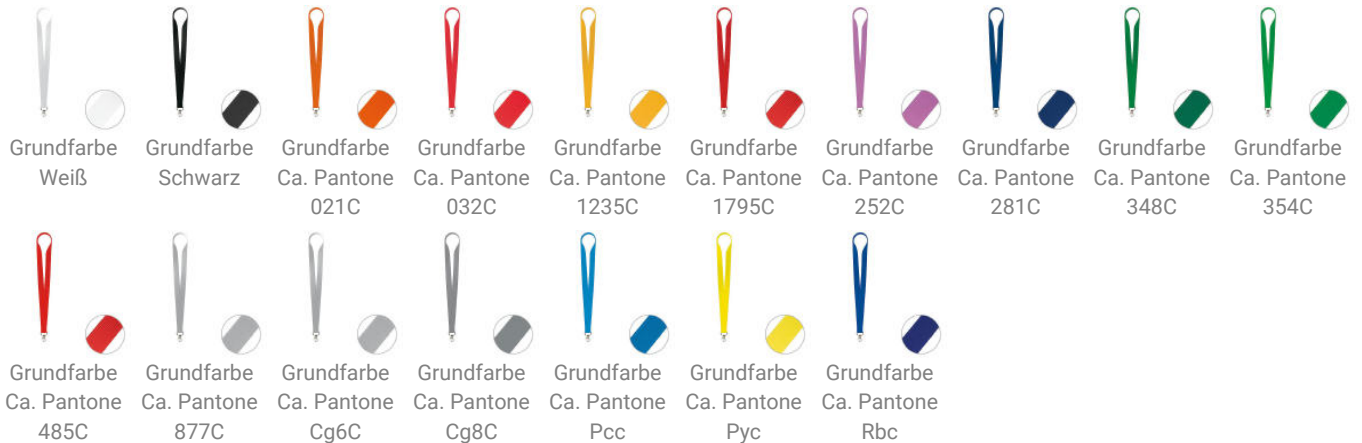 Grundfarbe Weiß
Grundfarbe Schwarz
Grundfarbe Ca. Pantone 021C
Grundfarbe Ca. Pantone 032C
Grundfarbe Ca. Pantone 1235C
Grundfarbe Ca. Pantone 1795C
Grundfarbe Ca. Pantone 252C
Grundfarbe Ca. Pantone 281C
Grundfarbe Ca. Pantone 348C
Grundfarbe Ca. Pantone 354C
Grundfarbe Ca. Pantone 485C
Grundfarbe Ca. Pantone 877C
Grundfarbe Ca. Pantone Cg6C
Grundfarbe Ca. Pantone Cg8C
Grundfarbe Ca. Pantone Pcc
Grundfarbe Ca. Pantone Pyc
Grundfarbe Ca. Pantone Rbc